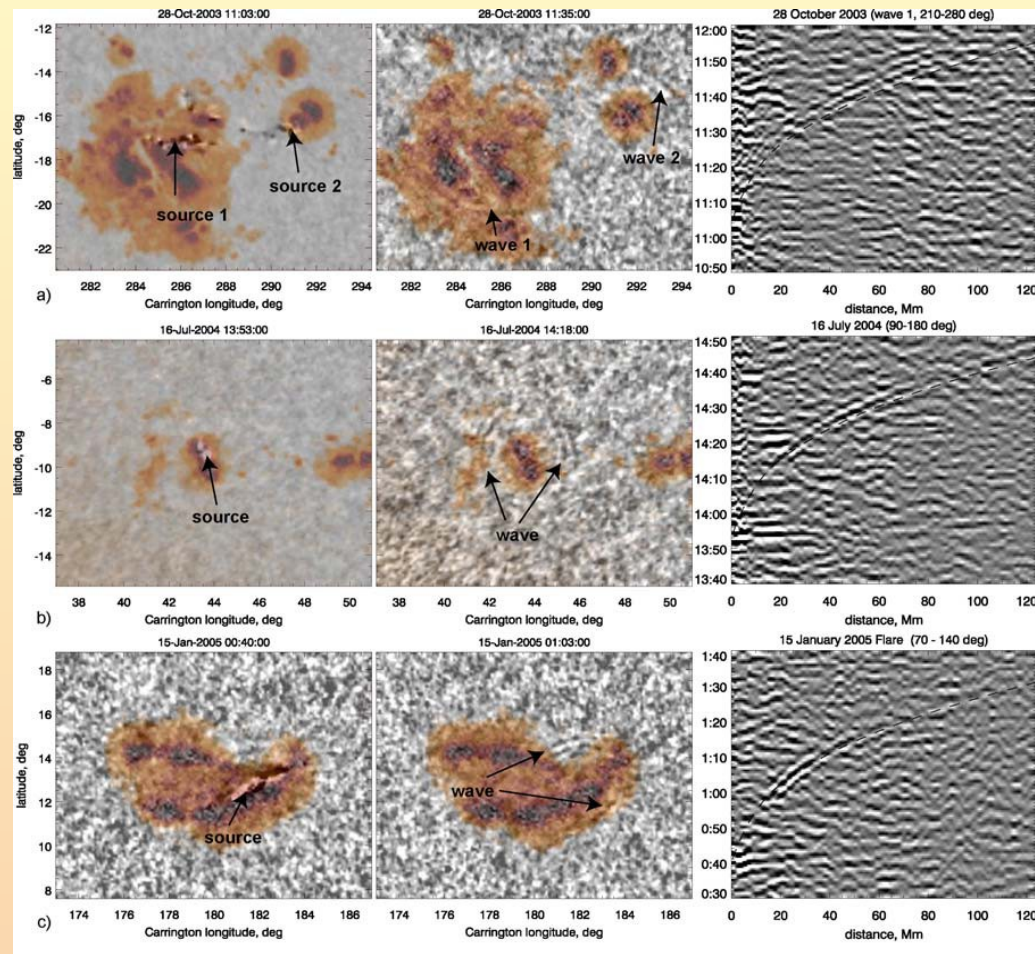 28-Oct-2003 11:03:00
28-Oct-2003 11:35:00
28 October 2003 (wave 1, 210-280 deg)
latitude, deg
-12
-14
-16
-18
-20
-22
source 1
source 2
wave 1
wave 2
12:00
11:50
11:40
11:30
11:20
11:10
11:00
10:50
282 284 286 288 290 292 294
282 284 286 288 290 292 294
0 20 40 60 80 100 120
a)
Carrington longitude, deg
Carrington longitude, deg
distance, Mm
16-Jul-2004 13:53:00
16-Jul-2004 14:18:00
16 July 2004 (90-180 deg)
latitude, deg
-6
-8
-10
-12
-14
source
wave
14:50
14:40
14:30
14:20
14:10
14:00
13:50
13:40
38 40 42 44 46 48 50
38 40 42 44 46 48 50
0 20 40 60 80 100 120
b)
Carrington longitude, deg
Carrington longitude, deg
distance, Mm
15-Jan-2005 00:40:00
15-Jan-2005 01:03:00
15 January 2005 Flare (70 - 140 deg)
latitude, deg
18
16
14
12
10
8
source
wave
1:40
1:30
1:20
1:10
1:00
0:50
0:40
0:30
174 176 178 180 182 184 186
174 176 178 180 182 184 186
0 20 40 60 80 100 120
c)
Carrington longitude, deg
Carrington longitude, deg
distance, Mm